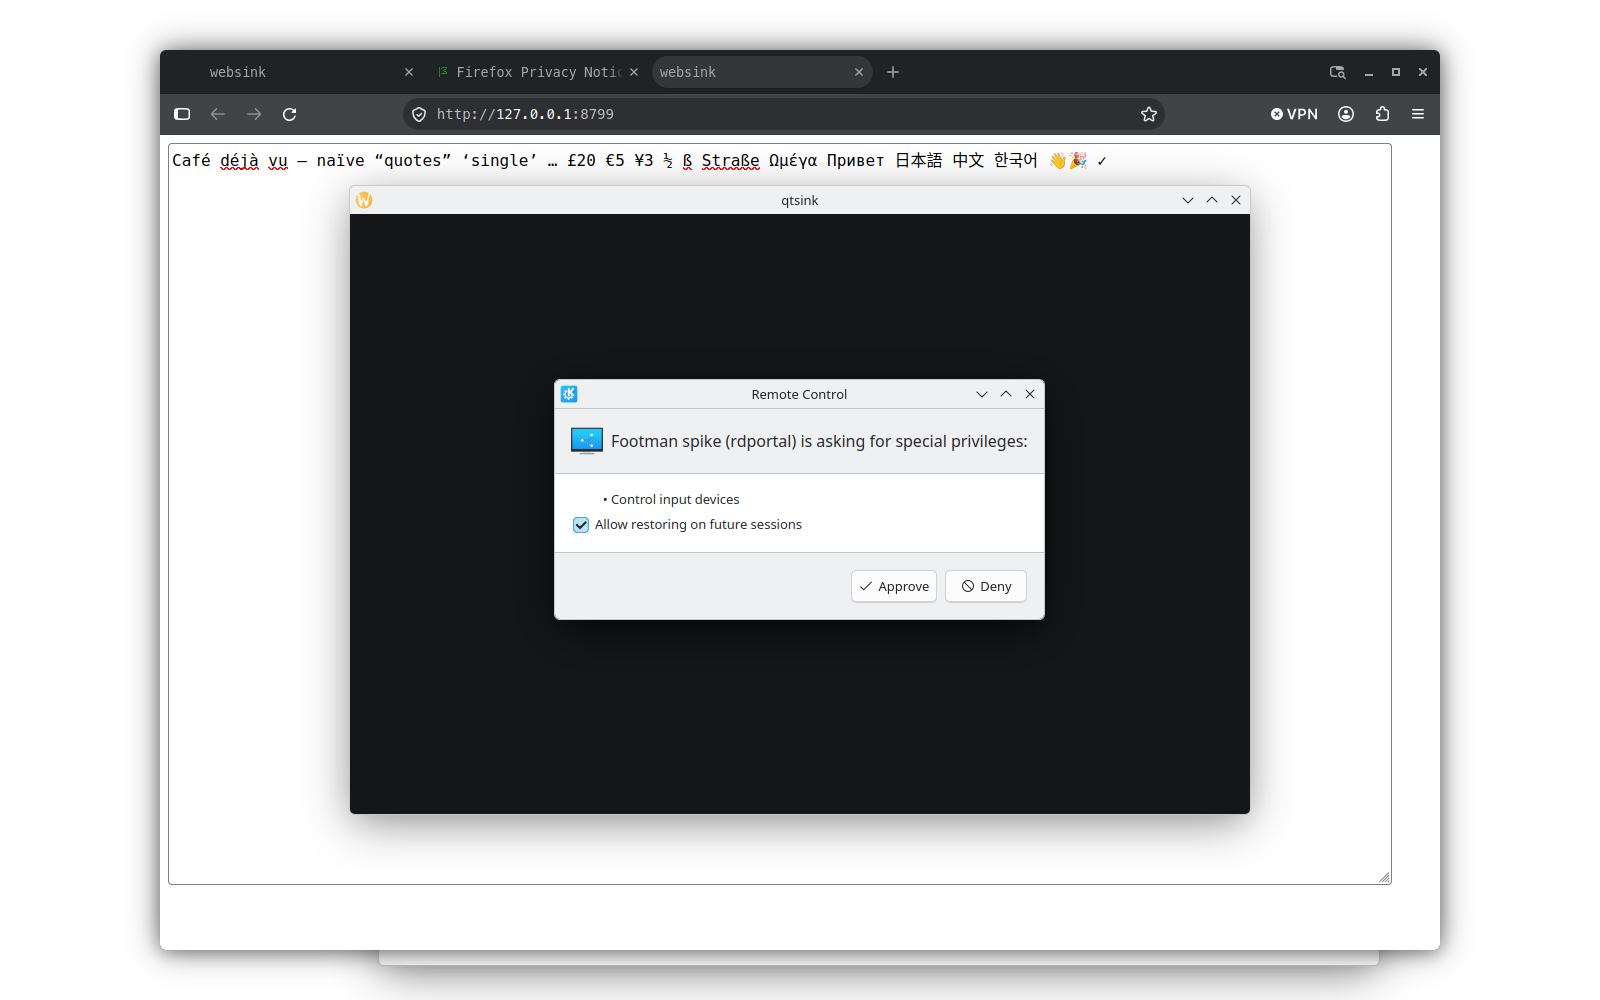 websink
Firefox Privacy Notic
websink
http://127.0.0.1:8799
VPN
Café déjà vu — naïve “quotes” ‘single’ … £20 €5 ¥3 ½ ß Straße Ωμέγα Привет 日本語 中文 한국어 👋🎉 ✓
qtsink
Remote Control
Footman spike (rdportal) is asking for special privileges:
• Control input devices
Allow restoring on future sessions
Approve
Deny